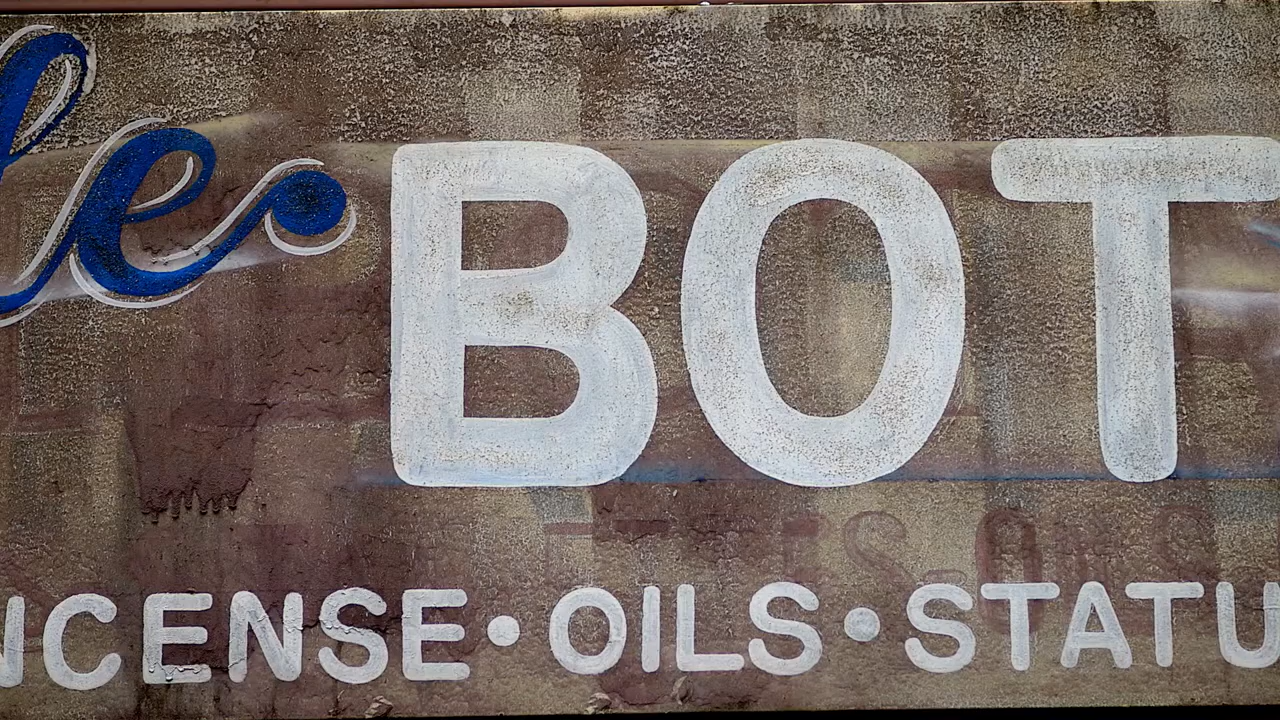 le BOT
NCENSE • OILS • STATU